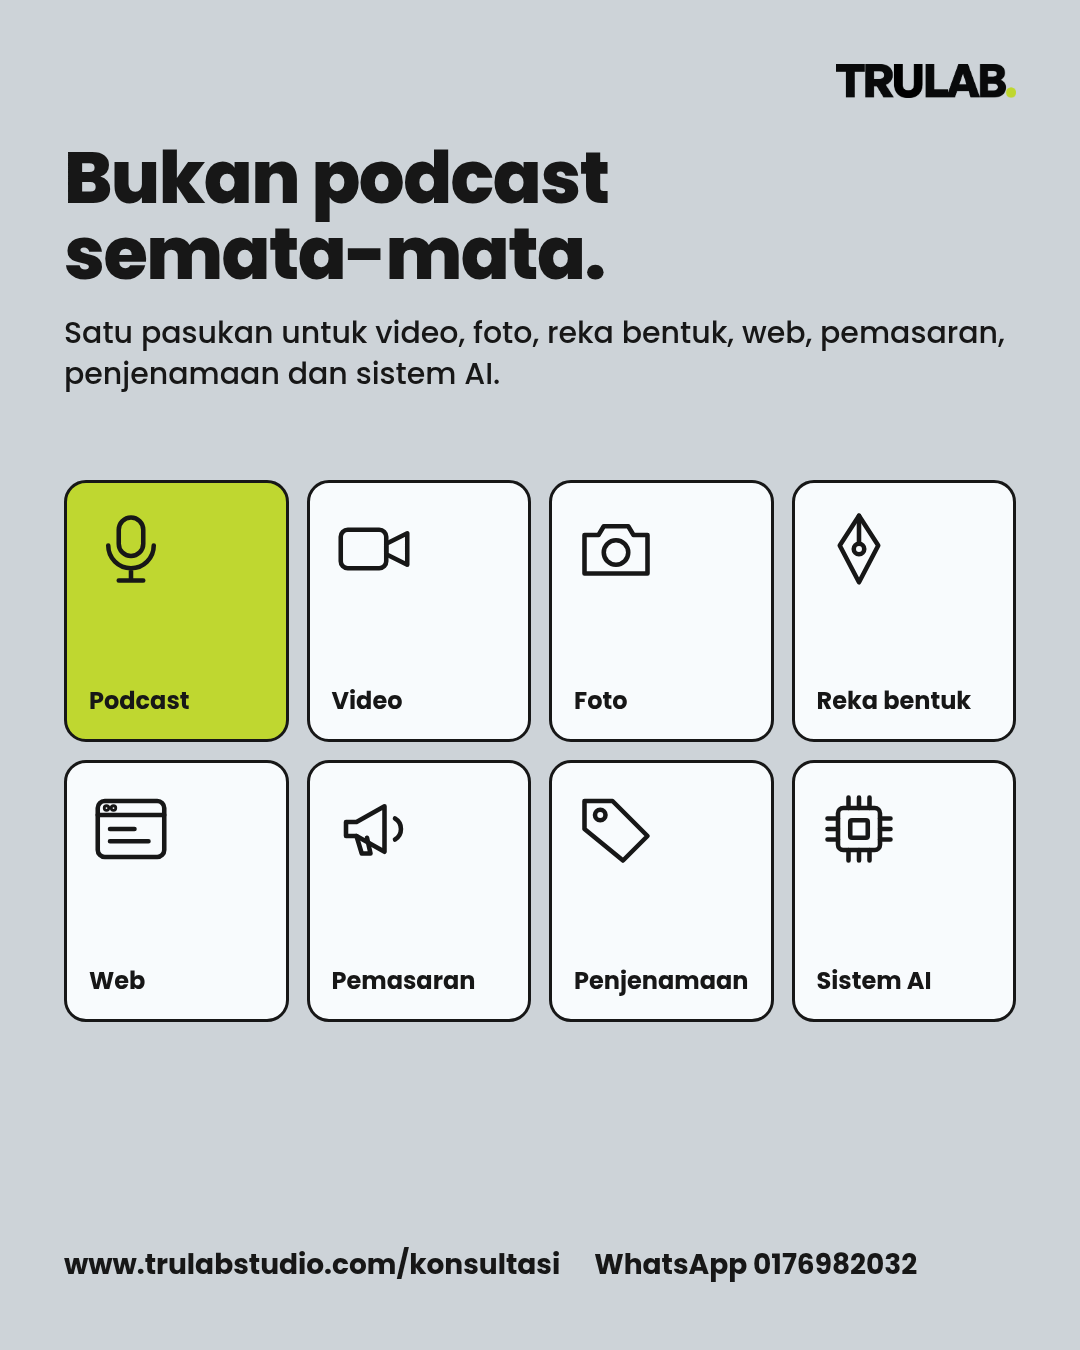 TRULAB.
Bukan podcast
semata-mata.
Satu pasukan untuk video, foto, reka bentuk, web, pemasaran,
penjenamaan dan sistem AI.
Podcast
Video
Foto
Reka bentuk
Web
Pemasaran
Penjenamaan
Sistem AI
www.trulabstudio.com/konsultasi WhatsApp 0176982032